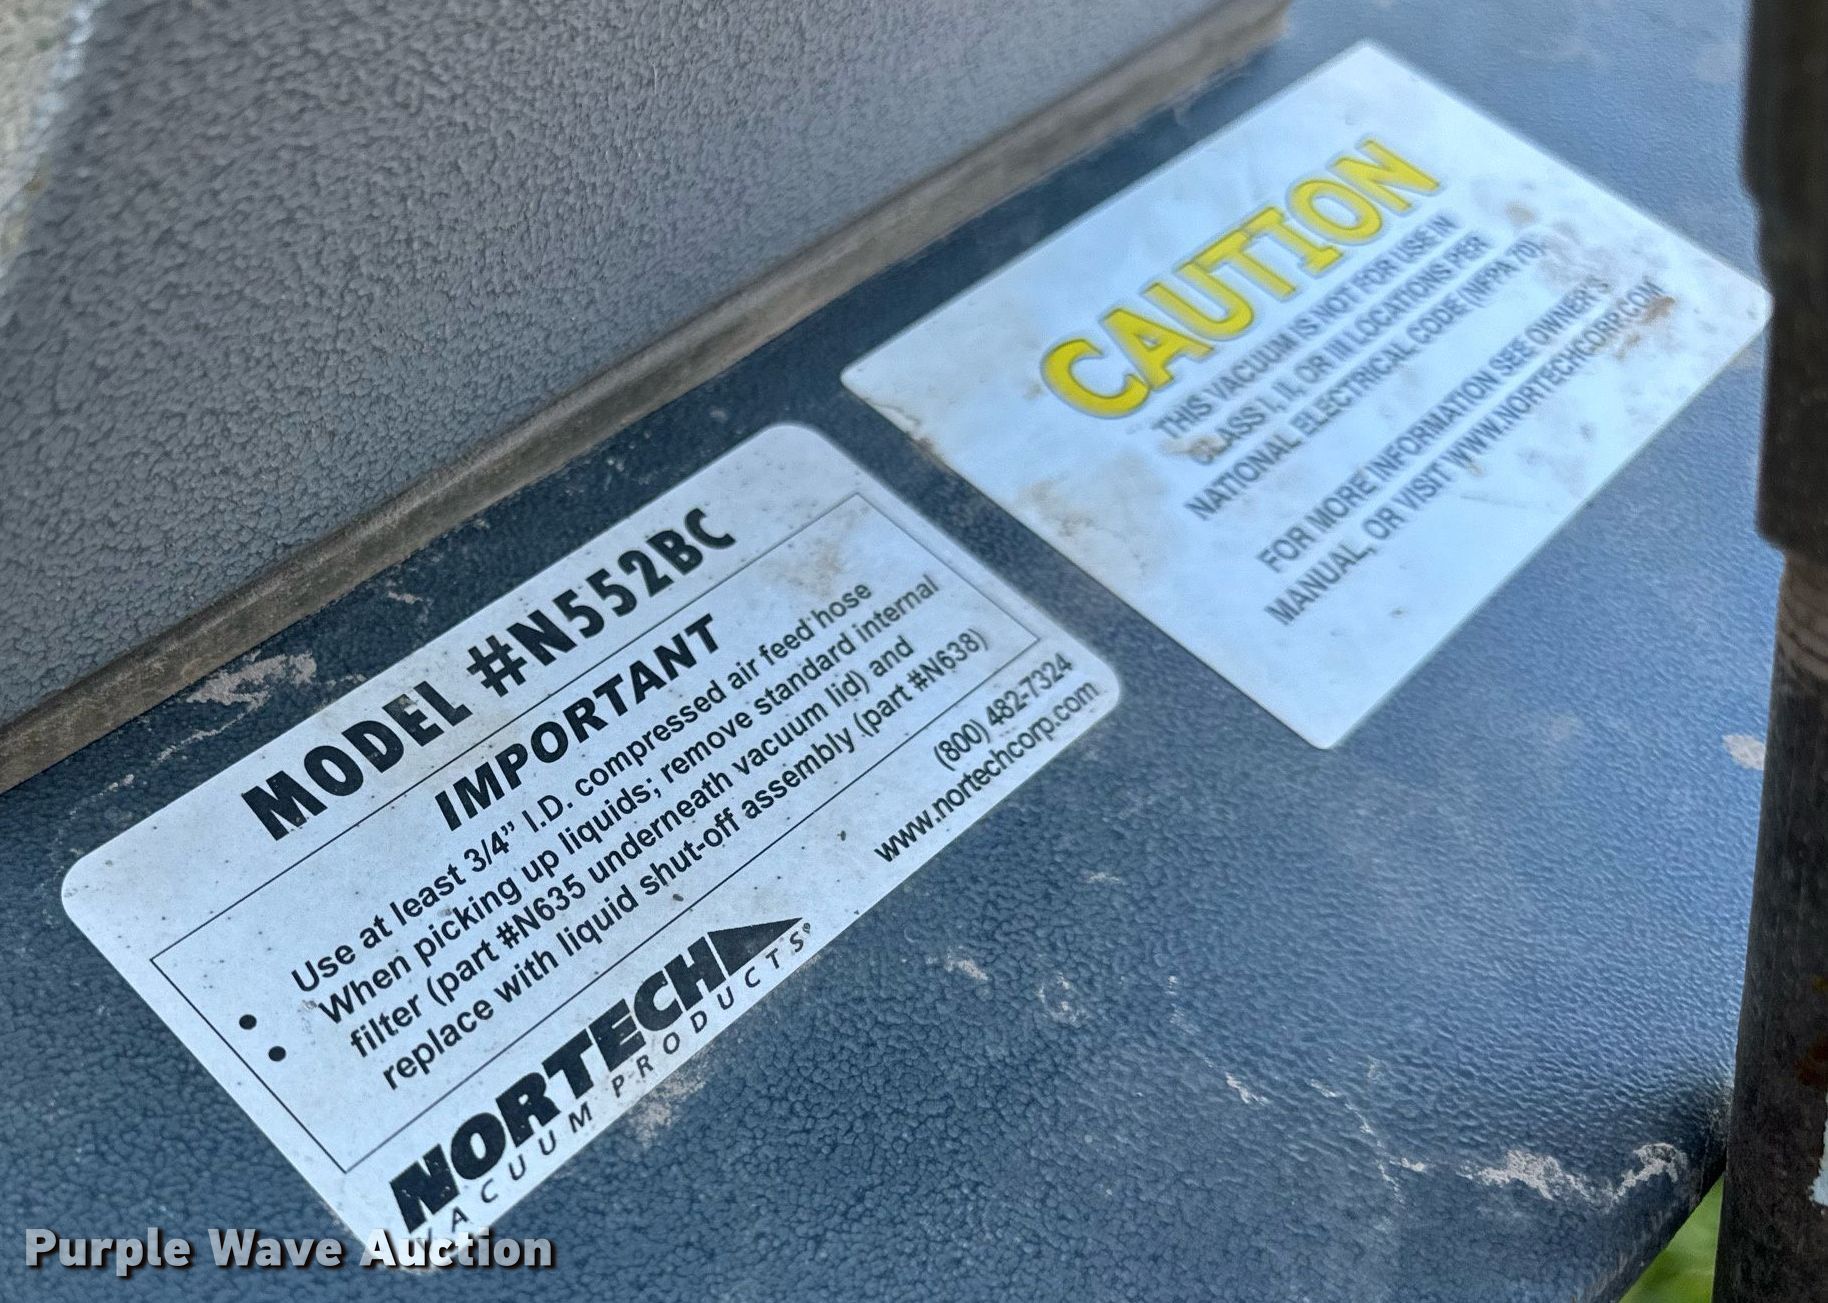 CAUTION
THIS VACUUM IS NOT FOR USE IN
CLASS I, II, OR III LOCATIONS PER
NATIONAL ELECTRICAL CODE (NFPA 70).
FOR MORE INFORMATION SEE OWNER'S
MANUAL, OR VISIT WWW.NORTECHCORP.COM
MODEL #N552BC
IMPORTANT
• Use at least 3/4" I.D. compressed air feed hose
• When picking up liquids; remove standard internal
filter (part #N635 underneath vacuum lid) and
replace with liquid shut-off assembly (part #N638)
(800) 482-7324
www.nortechcorp.com
NORTECH
VACUUM PRODUCTS®
Purple Wave Auction